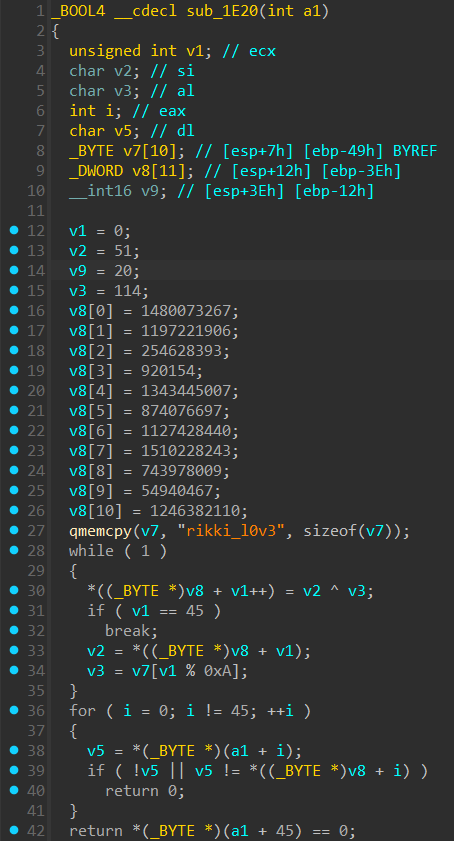 1 _BOOL4 __cdecl sub_1E20(int a1)
2 {
3 unsigned int v1; // ecx
4 char v2; // si
5 char v3; // al
6 int i; // eax
7 char v5; // dl
8 _BYTE v7[10]; // [esp+7h] [ebp-49h] BYREF
9 _DWORD v8[11]; // [esp+12h] [ebp-3Eh]
10 __int16 v9; // [esp+3Eh] [ebp-12h]
11
12 v1 = 0;
13 v2 = 51;
14 v9 = 20;
15 v3 = 114;
16 v8[0] = 1480073267;
17 v8[1] = 1197221906;
18 v8[2] = 254628393;
19 v8[3] = 920154;
20 v8[4] = 1343445007;
21 v8[5] = 874076697;
22 v8[6] = 1127428440;
23 v8[7] = 1510228243;
24 v8[8] = 743978009;
25 v8[9] = 54940467;
26 v8[10] = 1246382110;
27 qmemcpy(v7, "rikki_l0v3", sizeof(v7));
28 while ( 1 )
29 {
30 *((_BYTE *)v8 + v1++) = v2 ^ v3;
31 if ( v1 == 45 )
32 break;
33 v2 = *((_BYTE *)v8 + v1);
34 v3 = v7[v1 % 0xA];
35 }
36 for ( i = 0; i != 45; ++i )
37 {
38 v5 = *(_BYTE *)(a1 + i);
39 if ( !v5 || v5 != *((_BYTE *)v8 + i) )
40 return 0;
41 }
42 return *(_BYTE *)(a1 + 45) == 0;